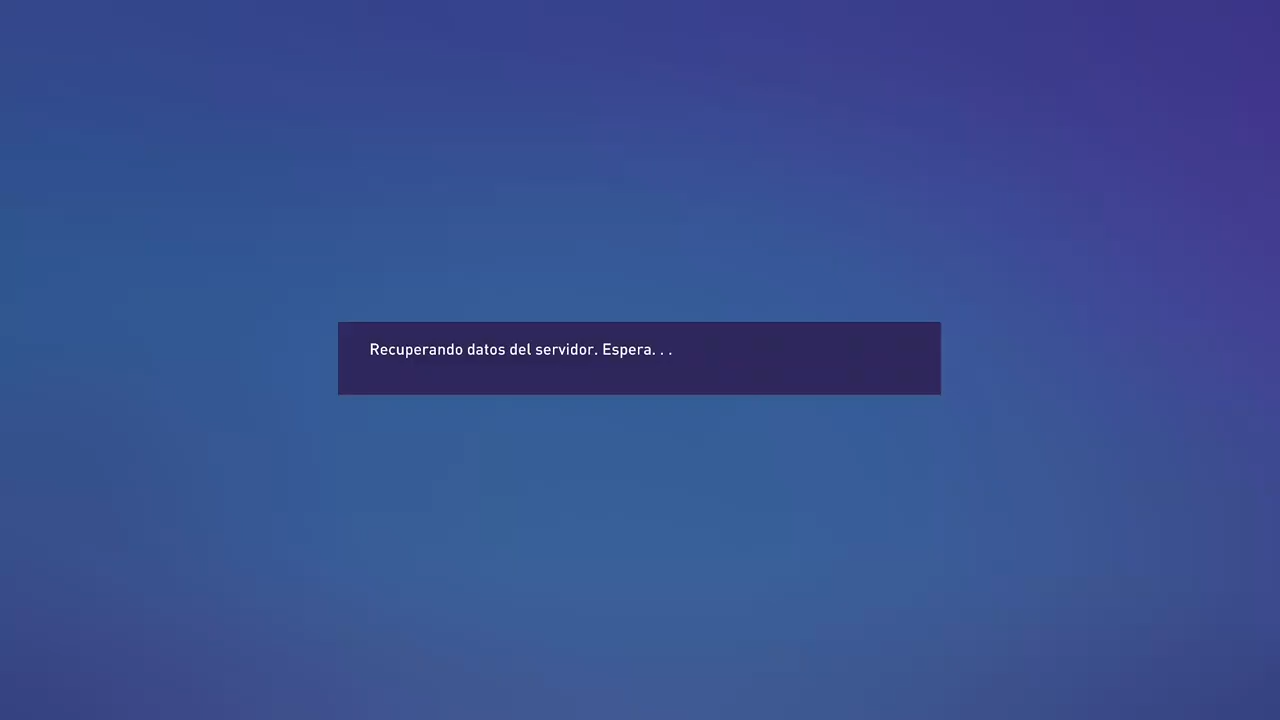 Recuperando datos del servidor. Espera. . .